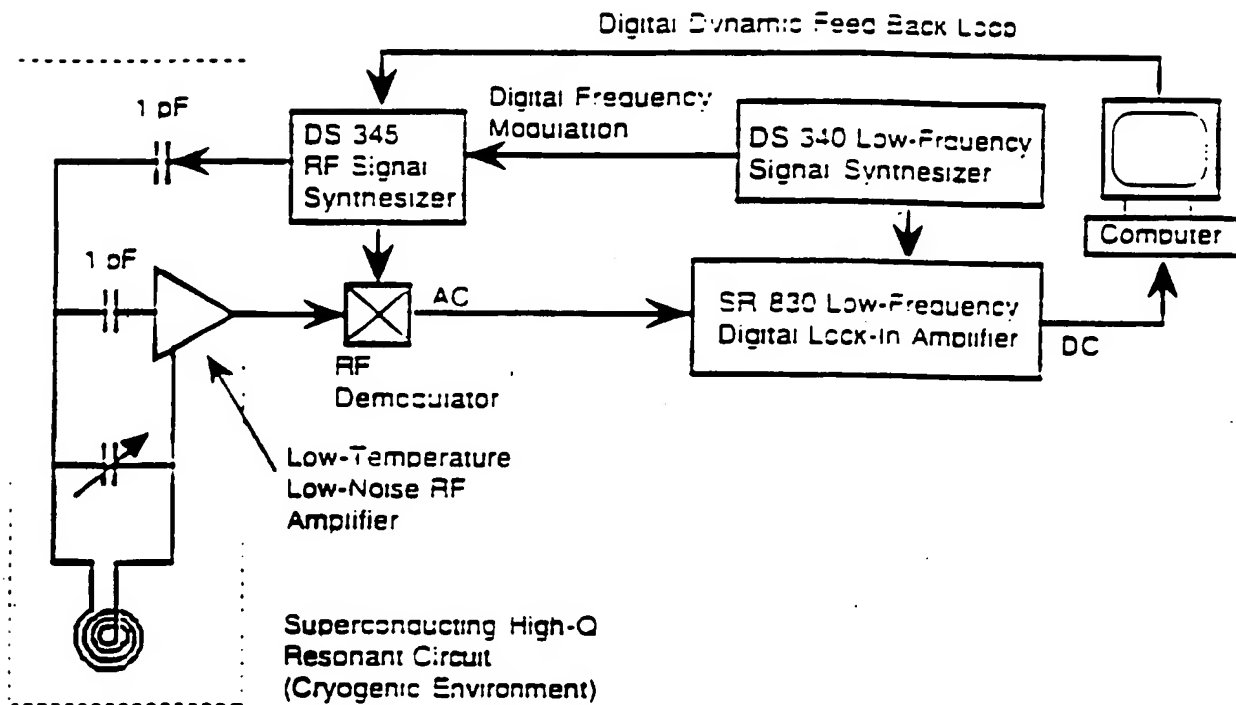 Digital Dynamic Feed Back Loop
1 pF
DS 345
RF Signal
Synthesizer
Digital Frequency
Modulation
DS 340 Low-Frquency
Signal Synthesizer
Computer
1 pF
AC
SR 830 Low-Frequency
Digital Lock-In Amplifier
DC
RF
Demodulator
Low-Temperature
Low-Noise RF
Amplifier
Superconducting High-Q
Resonant Circuit
(Cryogenic Environment)